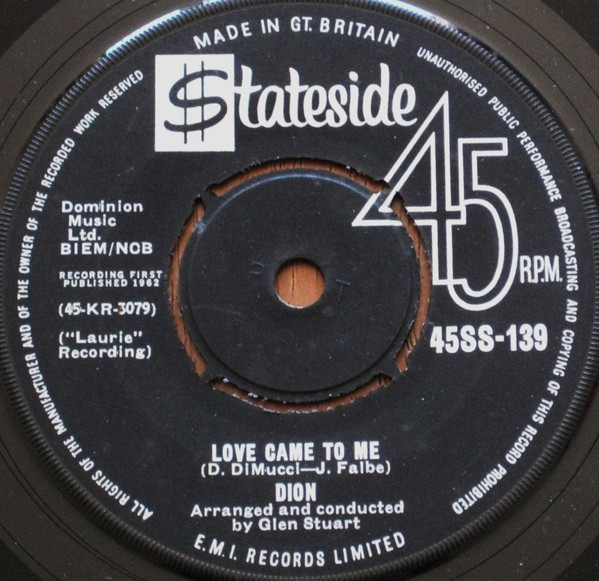 MADE IN GT. BRITAIN
UNAUTHORISED PUBLIC PERFORMANCE BROADCASTING AND COPYING OF THIS RECORD PROHIBITED
ALL RIGHTS OF THE MANUFACTURER AND OF THE OWNER OF THE RECORDED WORK RESERVED
$tateside
45
R.P.M.
Dominion
Music
Ltd.
BIEM/NCB
RECORDING FIRST
PUBLISHED 1962
(45-KR-3079)
("Laurie"
Recording)
45SS-139
LOVE CAME TO ME
(D. DiMucci—J. Falbe)
DION
Arranged and conducted
by Glen Stuart
E.M.I. RECORDS LIMITED